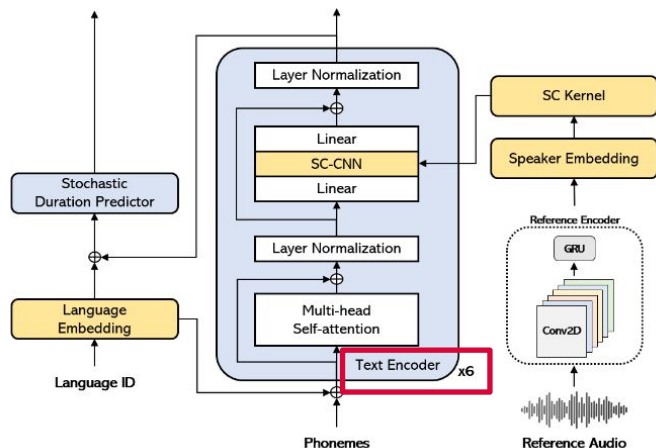 Layer Normalization
Linear
SC-CNN
Linear
Layer Normalization
Multi-head
Self-attention
Text Encoder
x6
Phonemes
Stochastic
Duration Predictor
Language
Embedding
Language ID
SC Kernel
Speaker Embedding
Reference Encoder
GRU
Conv2D
Reference Audio